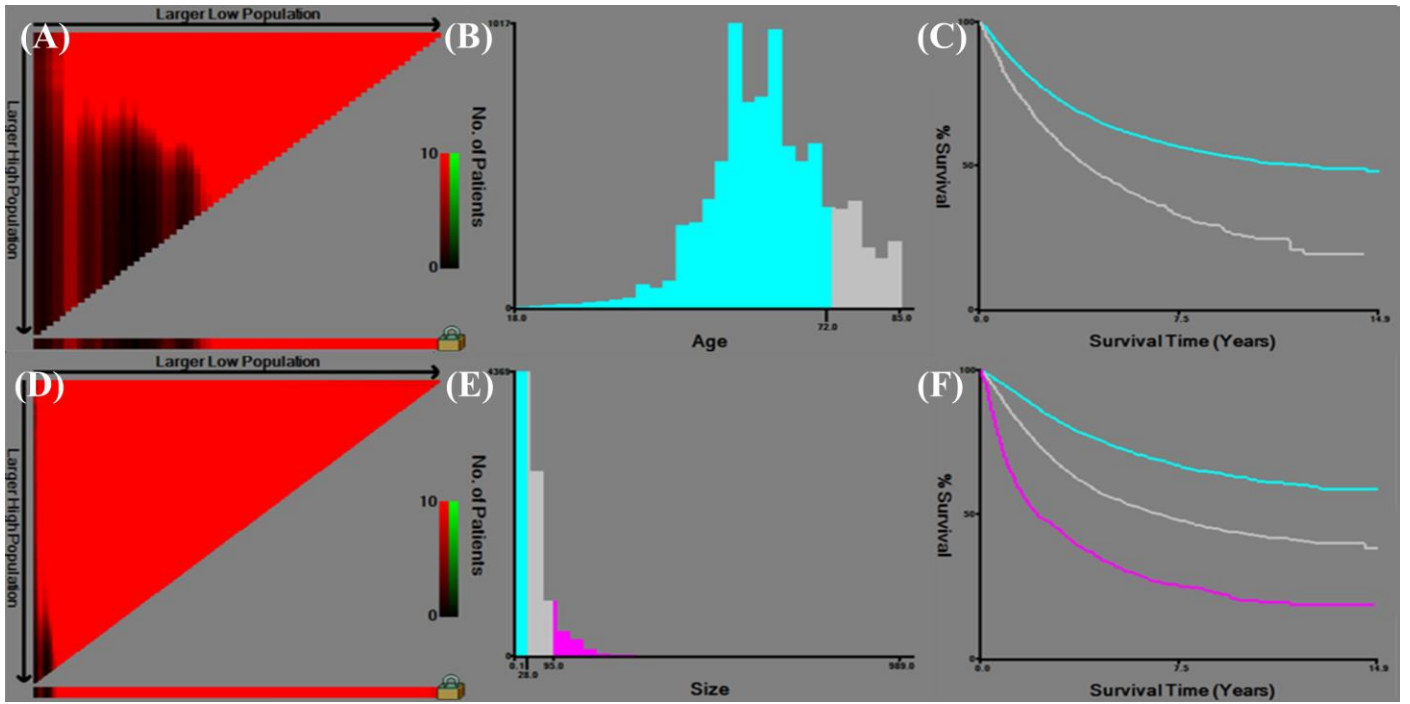 Larger Low Population
(A)
Larger High Population
10
0
(B)
1017
No. of Patients
0
18.0
72.0
85.0
Age
(C)
100
% Survival
50
0
0.0
7.5
14.9
Survival Time (Years)
Larger Low Population
(D)
Larger High Population
10
0
(E)
4369
No. of Patients
0
0.1
28.0
95.0
989.0
Size
(F)
100
% Survival
50
0
0.0
7.5
14.9
Survival Time (Years)